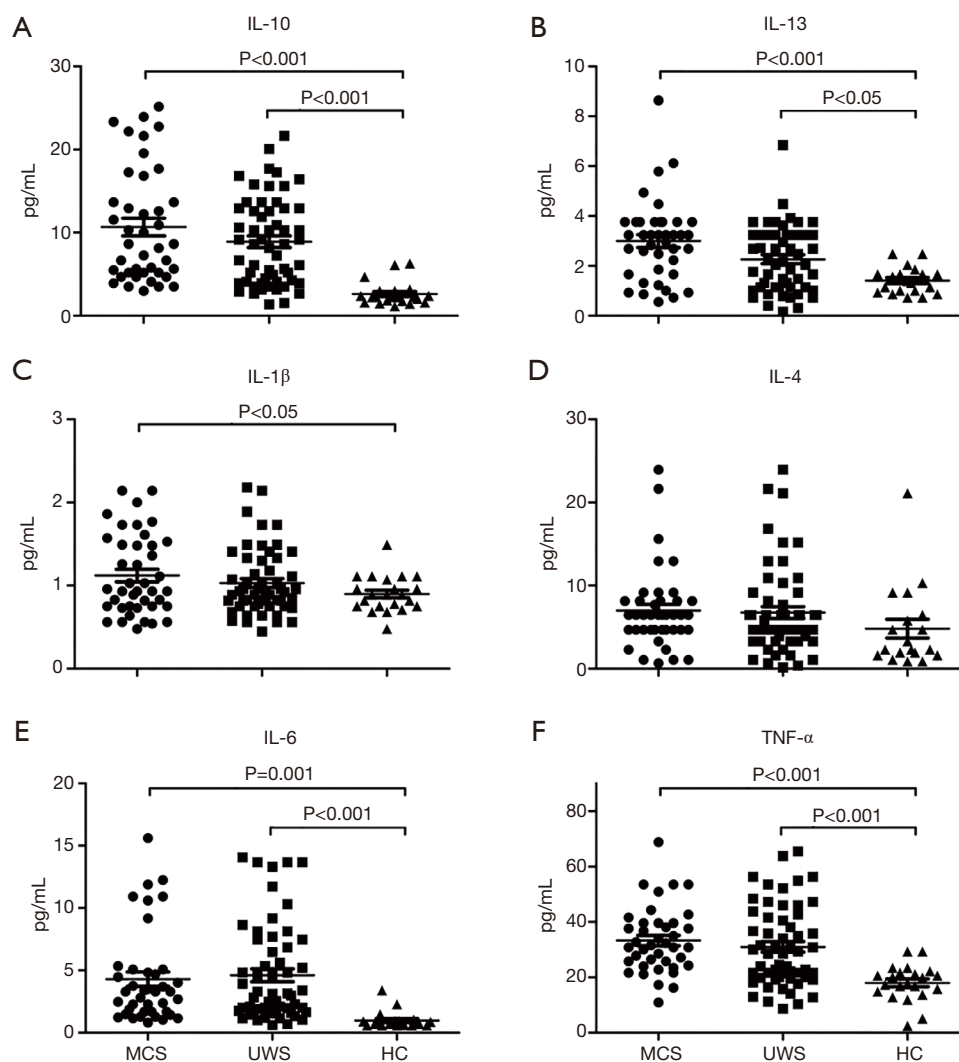 A
IL-10
P<0.001
P<0.001
pg/mL
30
20
10
0
B
IL-13
P<0.001
P<0.05
pg/mL
10
8
6
4
2
0
C
IL-1β
P<0.05
pg/mL
3
2
1
0
D
IL-4
pg/mL
30
20
10
0
E
IL-6
P=0.001
P<0.001
pg/mL
20
15
10
5
0
MCS UWS HC
F
TNF-α
P<0.001
P<0.001
pg/mL
80
60
40
20
0
MCS UWS HC